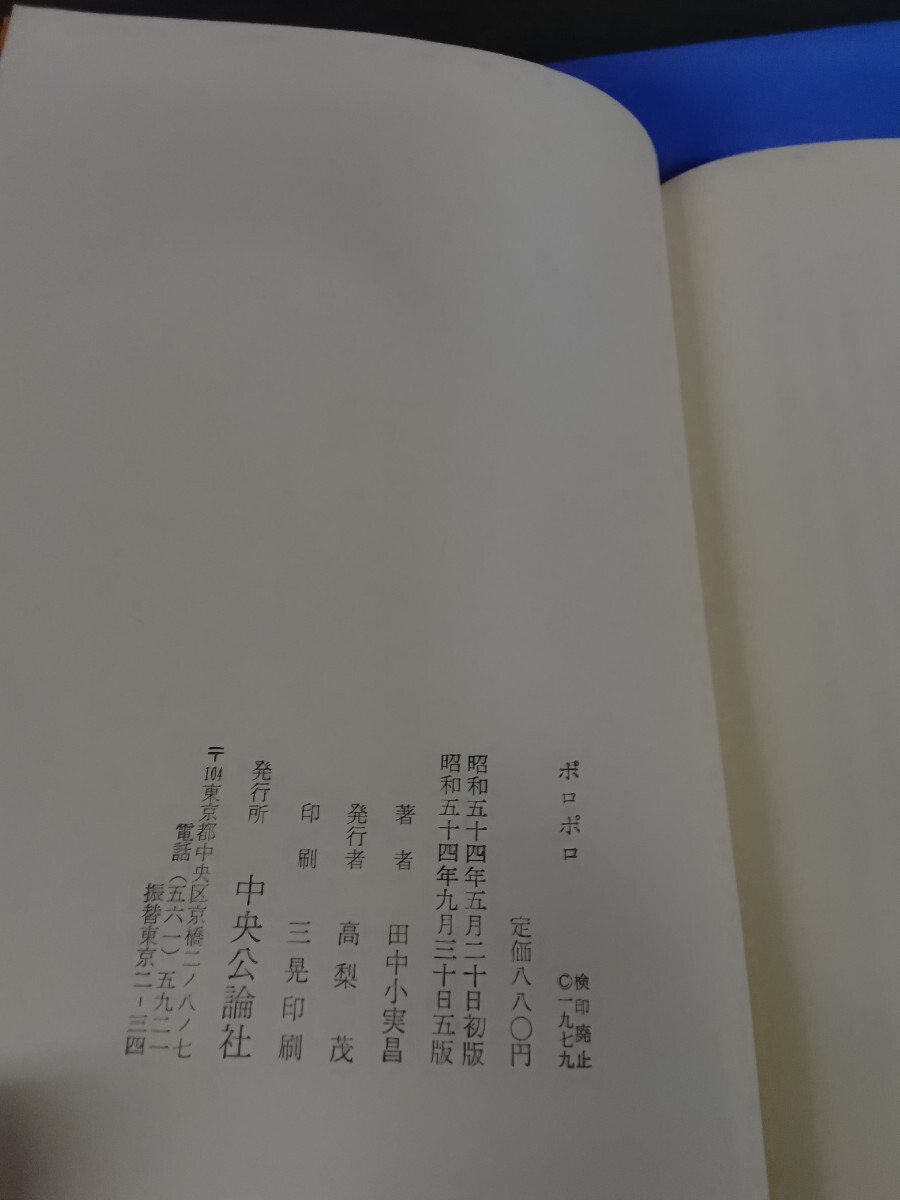 ポロポロ
検印廃止
©一九七九
定価八八〇円
昭和五十四年五月二十日初版
昭和五十四年九月三十日五版
著者 田中小実昌
発行者 高梨茂
印刷 三晃印刷
発行所 中央公論社
〒104東京都中央区京橋二ノ八ノ七
電話(五六一)五九二一
振替東京二-三四